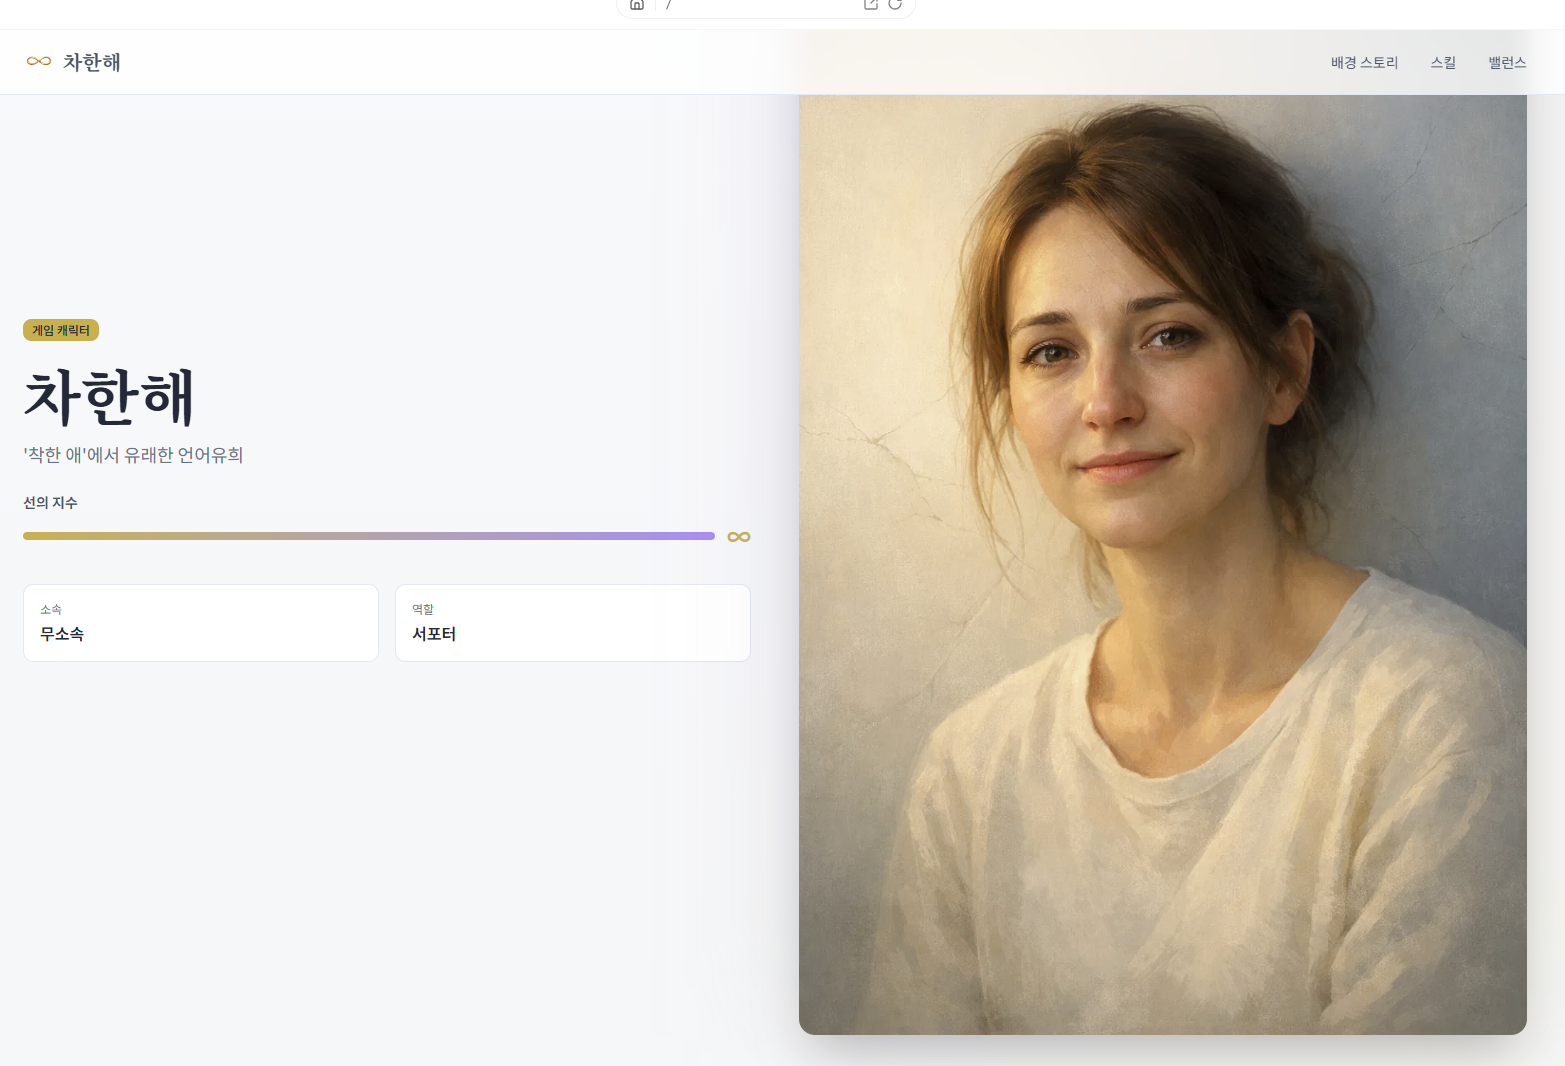 /
차한해
배경 스토리
스킬
밸런스
게임 캐릭터
차한해
'착한 애'에서 유래한 언어유희
선의 지수
∞
소속
무소속
역할
서포터